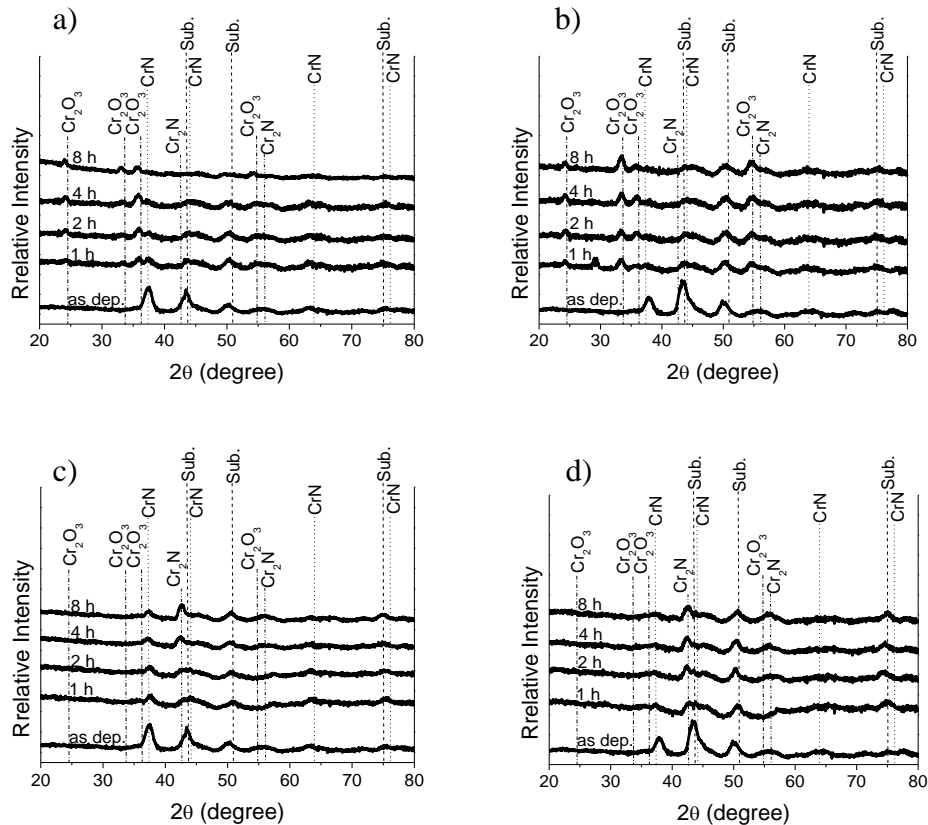 a)
Cr₂O₃
Cr₂O₃
Cr₂O₃
CrN
Cr₂N
Sub.
CrN
Sub.
Cr₂O₃
Cr₂N
CrN
Sub.
CrN
8 h
4 h
2 h
1 h
as dep.
Rrelative Intensity
20 30 40 50 60 70 80
2θ (degree)
b)
Cr₂O₃
Cr₂O₃
Cr₂O₃
CrN
Cr₂N
Sub.
CrN
Sub.
Cr₂O₃
Cr₂N
CrN
Sub.
CrN
8 h
4 h
2 h
1 h
as dep.
Rrelative Intensity
20 30 40 50 60 70 80
2θ (degree)
c)
Cr₂O₃
Cr₂O₃
Cr₂O₃
CrN
Cr₂N
Sub.
CrN
Sub.
Cr₂O₃
Cr₂N
CrN
Sub.
CrN
8 h
4 h
2 h
1 h
as dep.
Rrelative Intensity
20 30 40 50 60 70 80
2θ (degree)
d)
Cr₂O₃
Cr₂O₃
Cr₂O₃
CrN
Cr₂N
Sub.
CrN
Sub.
Cr₂O₃
Cr₂N
CrN
Sub.
CrN
8 h
4 h
2 h
1 h
as dep.
Rrelative Intensity
20 30 40 50 60 70 80
2θ (degree)